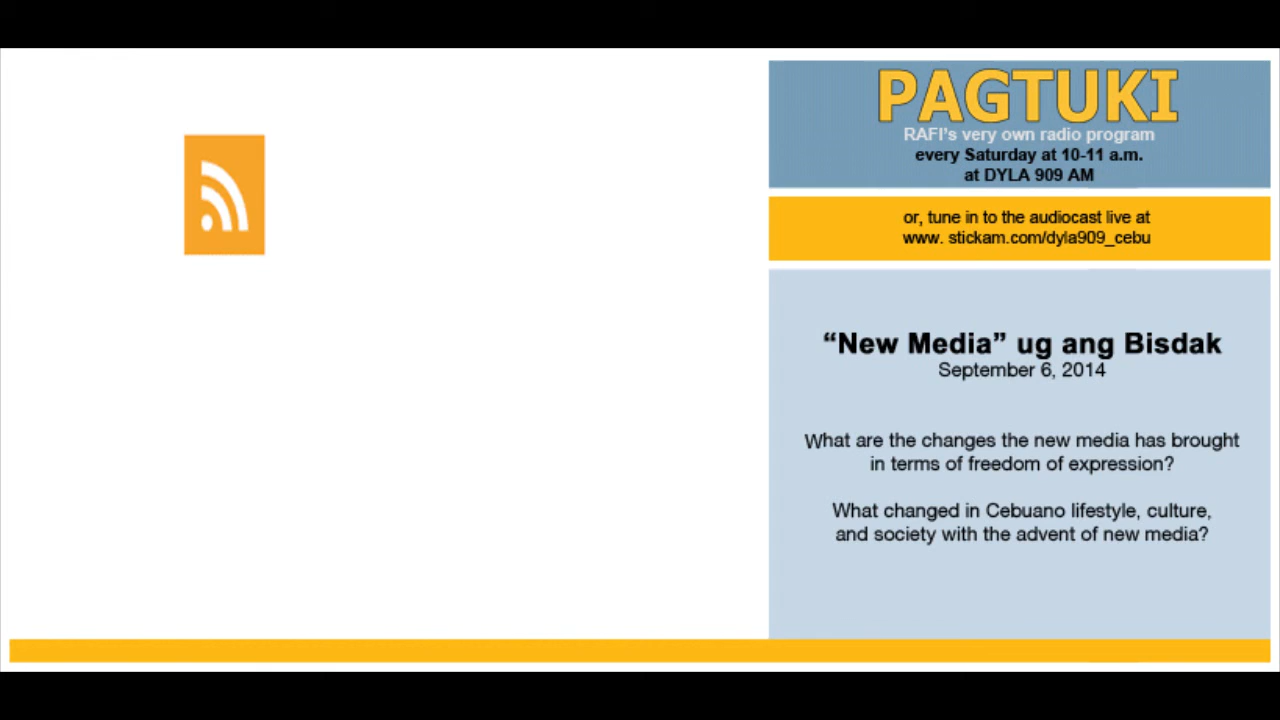 PAGTUKI
RAFI's very own radio program
every Saturday at 10-11 a.m.
at DYLA 909 AM
or, tune in to the audiocast live at
www. stickam.com/dyla909_cebu
“New Media” ug ang Bisdak
September 6, 2014
What are the changes the new media has brought
in terms of freedom of expression?
What changed in Cebuano lifestyle, culture,
and society with the advent of new media?